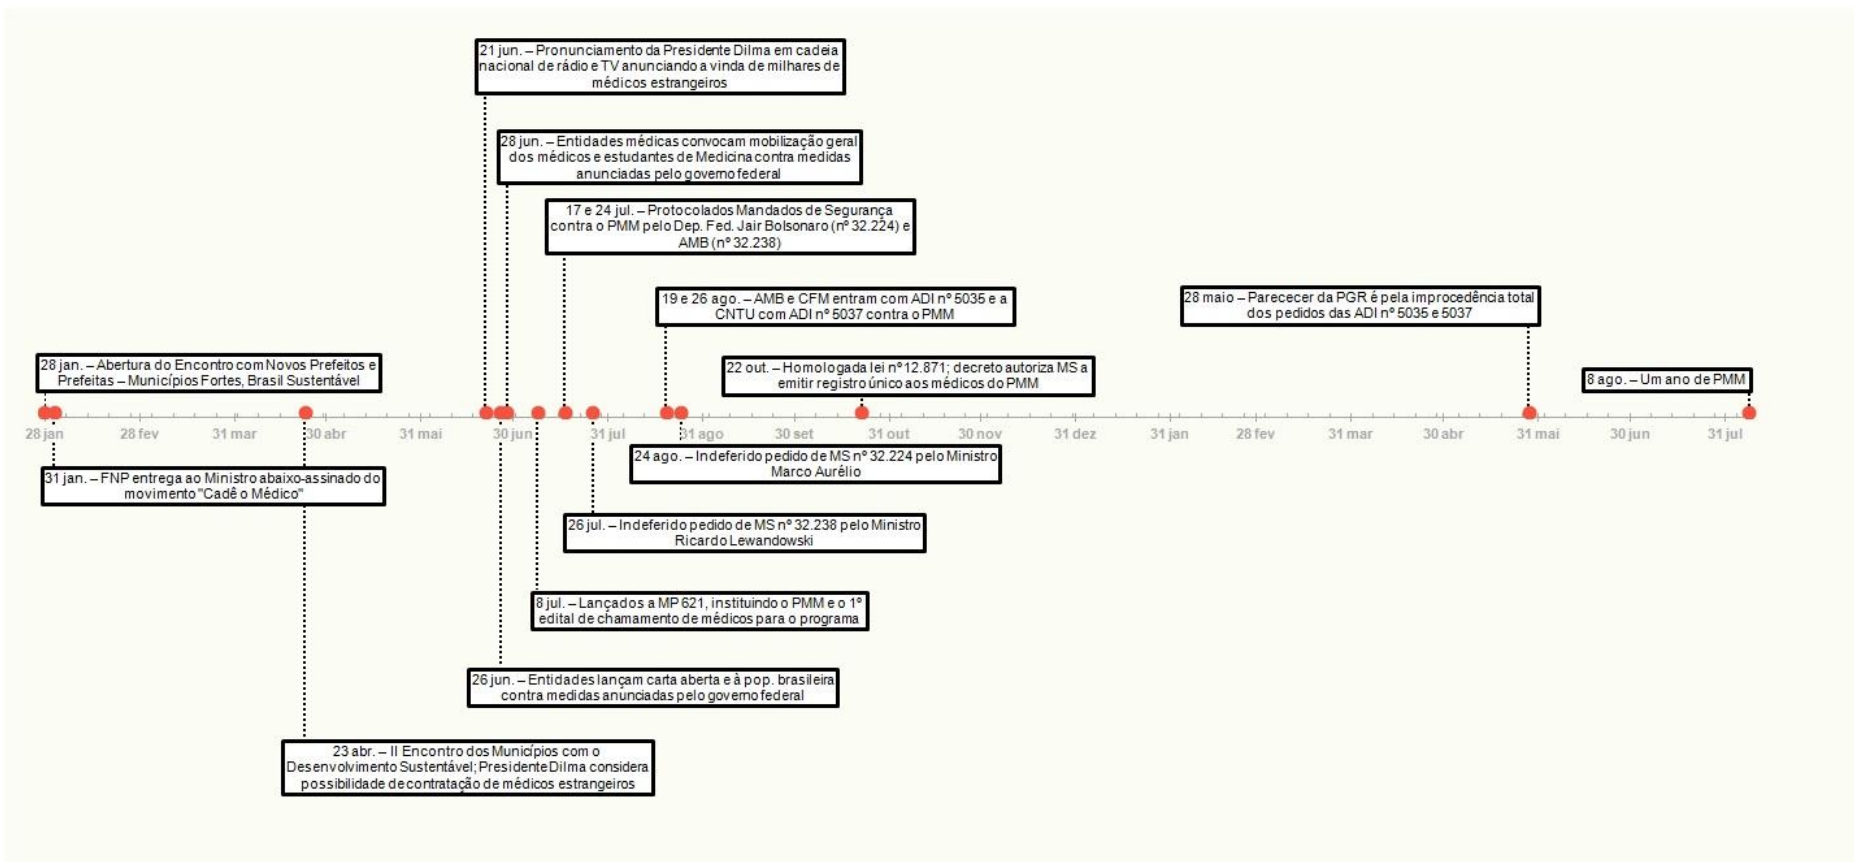 21 jun. – Pronunciamento da Presidente Dilma em cadeia
nacional de rádio e TV anunciando a vinda de milhares de
médicos estrangeiros
28 jun. – Entidades médicas convocam mobilização geral
dos médicos e estudantes de Medicina contra medidas
anunciadas pelo governo federal
17 e 24 jul. – Protocolados Mandados de Segurança
contra o PMM pelo Dep. Fed. Jair Bolsonaro (nº 32.224) e
AMB (nº 32.238)
19 e 26 ago. – AMB e CFM entram com ADI nº 5035 e a
CNTU com ADI nº 5037 contra o PMM
28 maio – Parececer da PGR é pela improcedência total
dos pedidos das ADI nº 5035 e 5037
28 jan. – Abertura do Encontro com Novos Prefeitos e
Prefeitas – Municípios Fortes, Brasil Sustentável
22 out. – Homologada lei nº 12.871; decreto autoriza MS a
emitir registro único aos médicos do PMM
8 ago. – Um ano de PMM
28 jan 28 fev 31 mar 30 abr 31 mai 30 jun 31 jul 31 ago 30 set 31 out 30 nov 31 dez 31 jan 28 fev 31 mar 30 abr 31 mai 30 jun 31 jul
24 ago. – Indeferido pedido de MS nº 32.224 pelo Ministro
Marco Aurélio
31 jan. – FNP entrega ao Ministro abaixo-assinado do
movimento "Cadê o Médico"
26 jul. – Indeferido pedido de MS nº 32.238 pelo Ministro
Ricardo Lewandowski
8 jul. – Lançados a MP 621, instituindo o PMM e o 1º
edital de chamamento de médicos para o programa
26 jun. – Entidades lançam carta aberta e à pop. brasileira
contra medidas anunciadas pelo governo federal
23 abr. – II Encontro dos Municípios com o
Desenvolvimento Sustentável; Presidente Dilma considera
possibilidade de contratação de médicos estrangeiros